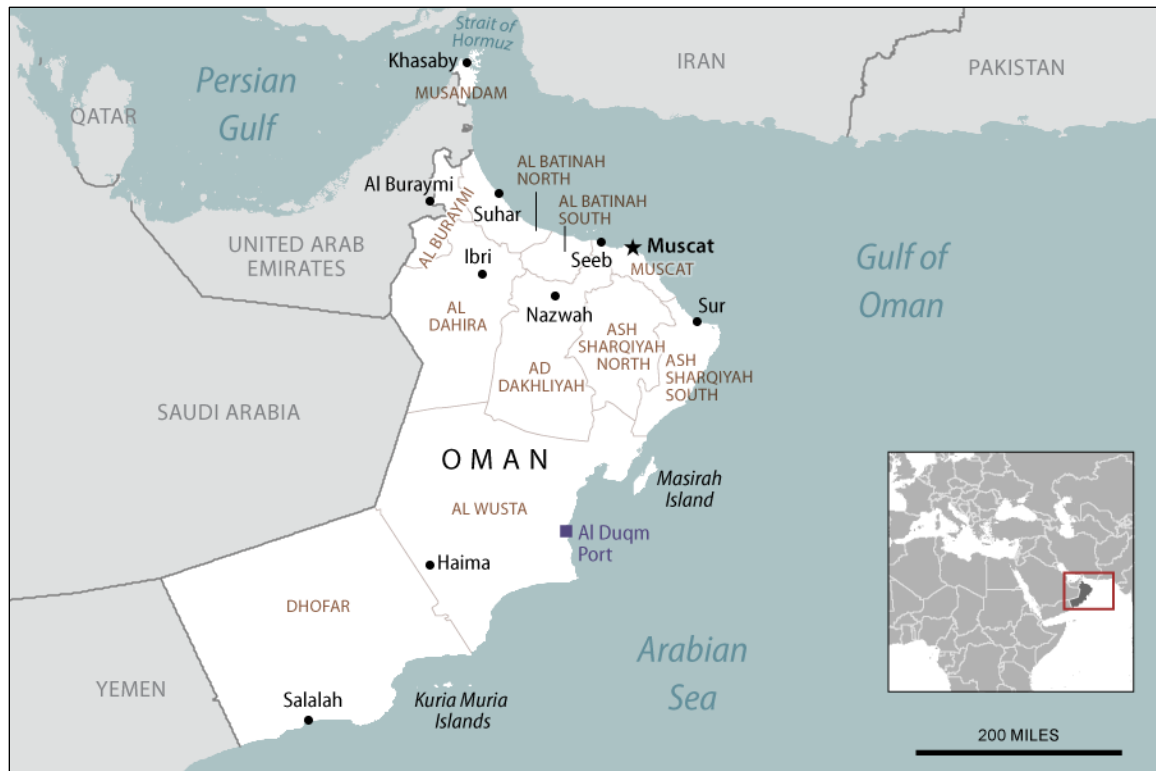 Strait of
Hormuz
Khasaby
IRAN
PAKISTAN
Persian
Gulf
MUSANDAM
QATAR
AL BATINAH
NORTH
Al Buraymi
AL BATINAH
SOUTH
AL BURAYMI
Suhar
UNITED ARAB
EMIRATES
Ibri
Seeb
Muscat
MUSCAT
Gulf of
Oman
Nazwah
Sur
AL
DAHIRA
ASH
SHARQIYAH
NORTH
AD
DAKHLIYAH
ASH
SHARQIYAH
SOUTH
SAUDI ARABIA
OMAN
Masirah
Island
AL WUSTA
Al Duqm
Port
Haima
DHOFAR
Arabian
Sea
YEMEN
Salalah
Kuria Muria
Islands
200 MILES